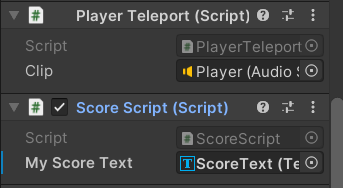 Player Teleport (Script)
Script PlayerTeleport
Clip Player (Audio S
Score Script (Script)
Script ScoreScript
My Score Text ScoreText (Te